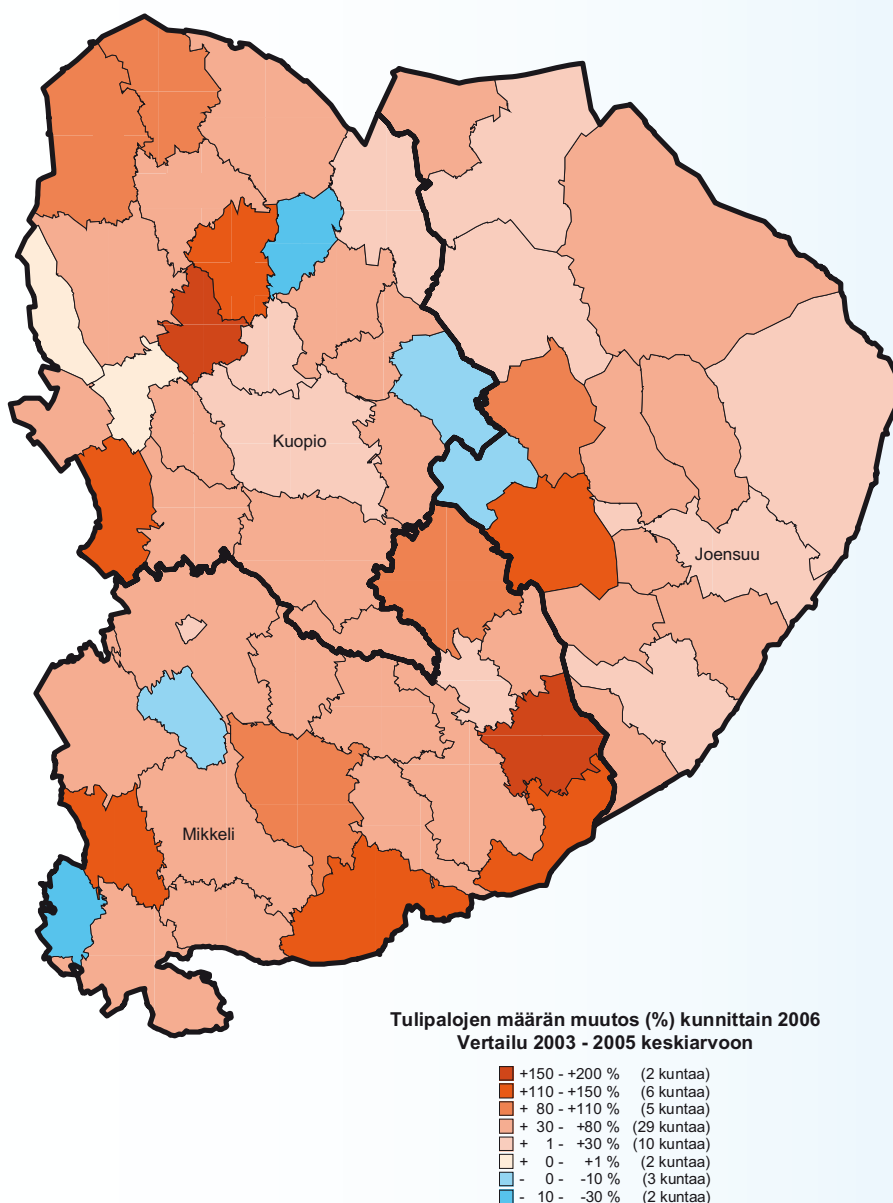 Kuopio
Joensuu
Mikkeli
Tulipalojen määrän muutos (%) kunnittain 2006
Vertailu 2003 - 2005 keskiarvoon
+150 - +200 % (2 kuntaa)
+110 - +150 % (6 kuntaa)
+ 80 - +110 % (5 kuntaa)
+ 30 - +80 % (29 kuntaa)
+ 1 - +30 % (10 kuntaa)
+ 0 - +1 % (2 kuntaa)
- 0 - -10 % (3 kuntaa)
- 10 - -30 % (2 kuntaa)